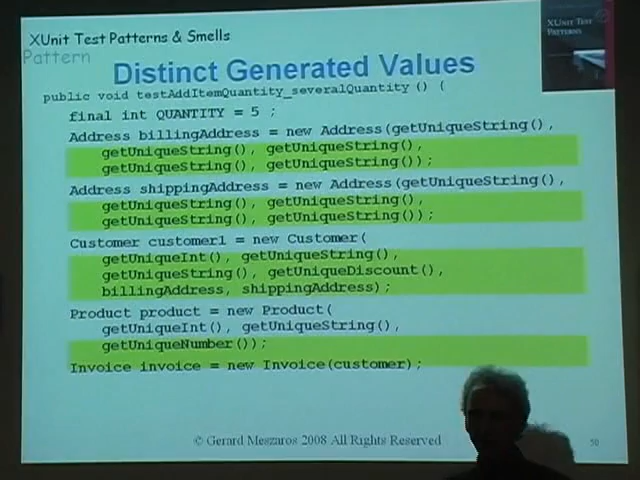 XUnit Test Patterns & Smells
XUNIT TEST
PATTERNS
Pattern
Distinct Generated Values
public void testAddItemQuantity_severalQuantity () {
final int QUANTITY = 5 ;
Address billingAddress = new Address(getUniqueString(),
getUniqueString(), getUniqueString(),
getUniqueString(), getUniqueString());
Address shippingAddress = new Address(getUniqueString(),
getUniqueString(), getUniqueString(),
getUniqueString(), getUniqueString());
Customer customer1 = new Customer(
getUniqueInt(), getUniqueString(),
getUniqueString(), getUniqueDiscount(),
billingAddress, shippingAddress);
Product product = new Product(
getUniqueInt(), getUniqueString(),
getUniqueNumber());
Invoice invoice = new Invoice(customer);
© Gerard Meszaros 2008 All Rights Reserved
50